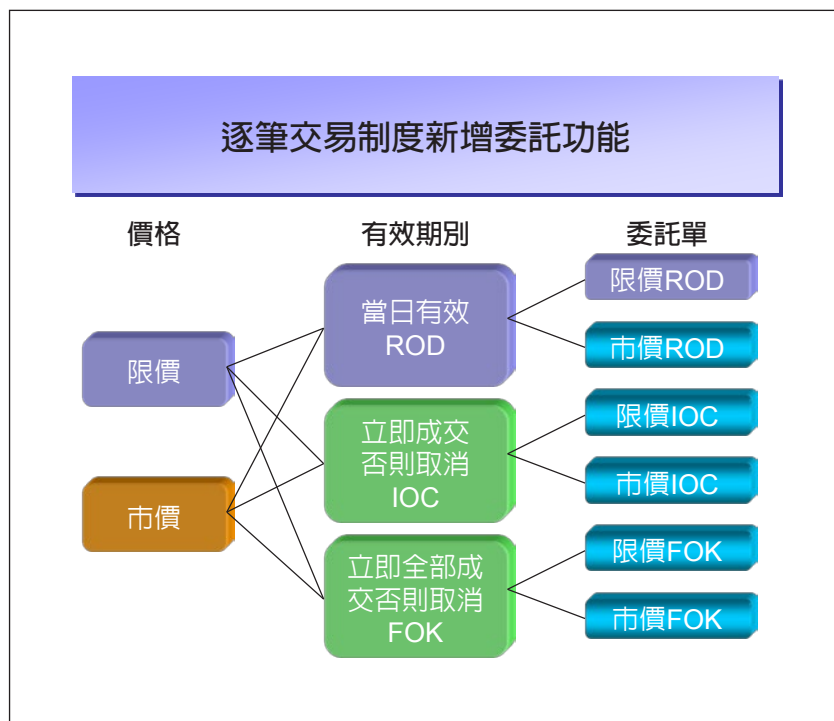 逐筆交易制度新增委託功能
價格
有效期別
委託單
限價
市價
當日有效
ROD
立即成交
否則取消
IOC
立即全部成
交否則取消
FOK
限價ROD
市價ROD
限價IOC
市價IOC
限價FOK
市價FOK